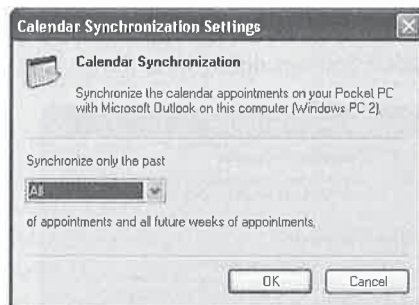 Calendar Synchronization Settings
Calendar Synchronization
Synchronize the calendar appointments on your Pocket PC
with Microsoft Outlook on this computer (Windows PC 2).
Synchronize only the past
All
of appointments and all future weeks of appointments.
OK Cancel